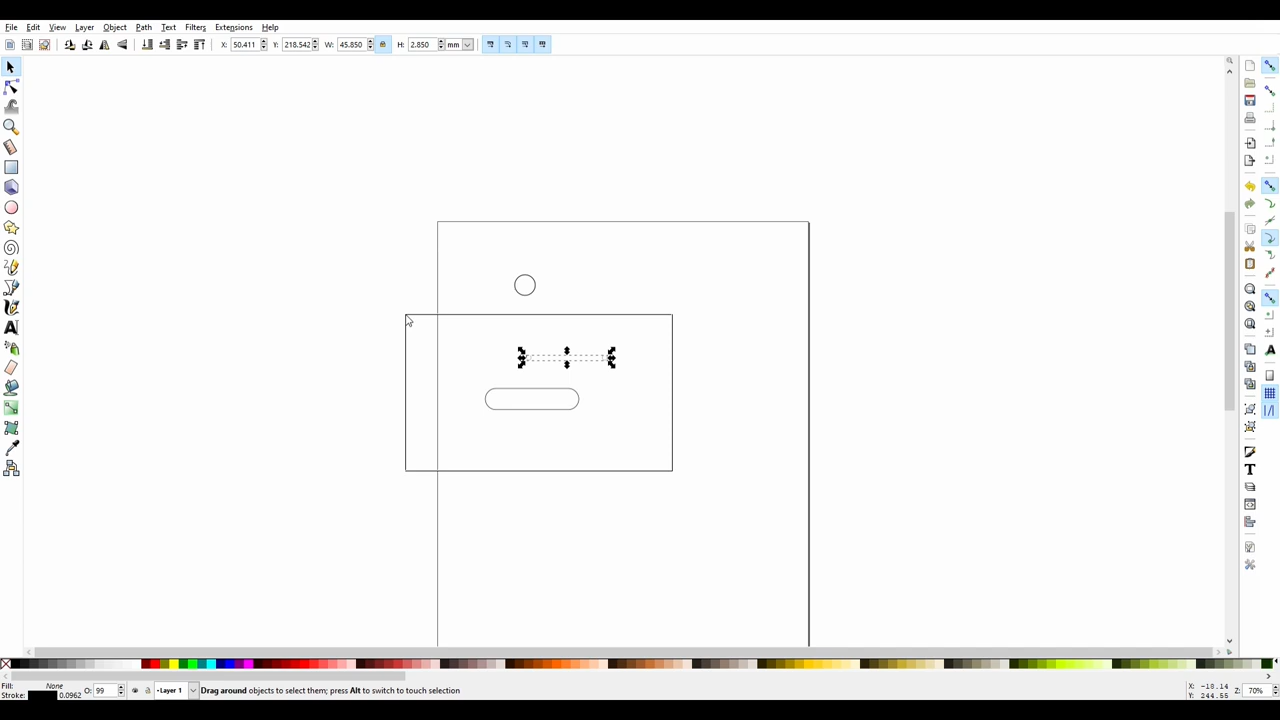 File Edit View Layer Object Path Text Filters Extensions Help
X: 50.411 Y: 218.542 W: 45.850 H: 2.850 mm
Fill: None O: 99 Layer 1 Drag around objects to select them; press Alt to switch to touch selection X: -18.14 Z: 70%
Stroke: 0.0962 Y: 244.55